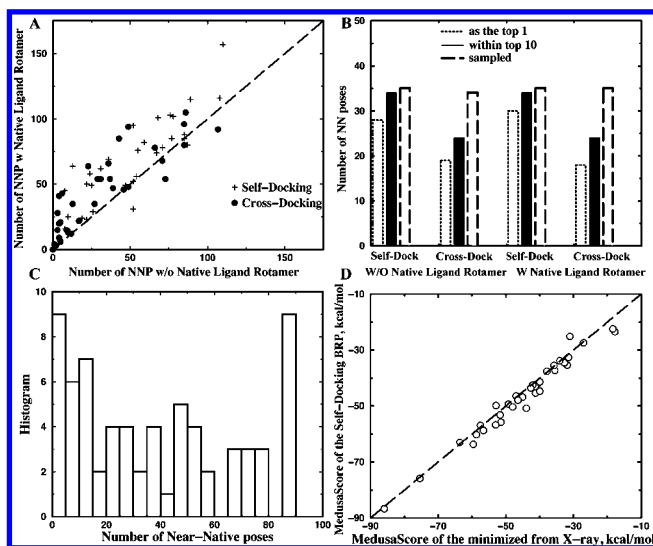 A
Number of NNP w Native Ligand Rotamer
150
100
50
0
0 50 100 150
Number of NNP w/o Native Ligand Rotamer
+ Self−Docking
● Cross−Docking
B
Number of NN poses
50
40
30
20
10
0
as the top 1
within top 10
sampled
Self−Dock Cross−Dock Self−Dock Cross−Dock
W/O Native Ligand Rotamer W Native Ligand Rotamer
C
Histogram
10
8
6
4
2
0
0 20 40 60 80 100
Number of Near−Native poses
D
MedusaScore of the Self−Docking BRP, kcal/mol
−10
−30
−50
−70
−90
−90 −80 −70 −60 −50 −40 −30 −20 −10
MedusaScore of the minimized from X−ray, kcal/mol